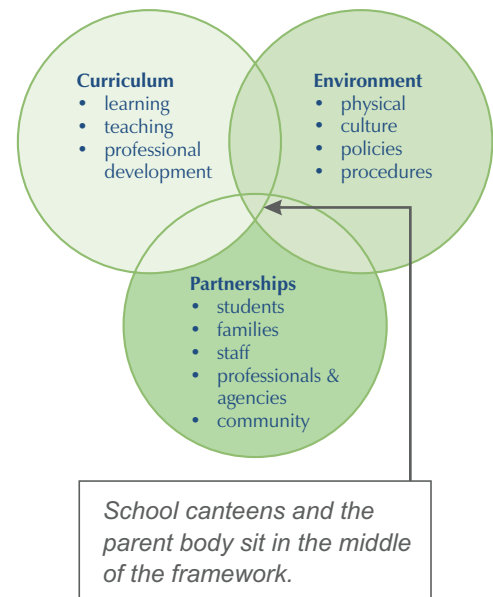 Curriculum
• learning
• teaching
• professional
development
Environment
• physical
• culture
• policies
• procedures
Partnerships
• students
• families
• staff
• professionals &
agencies
• community
School canteens and the
parent body sit in the middle
of the framework.